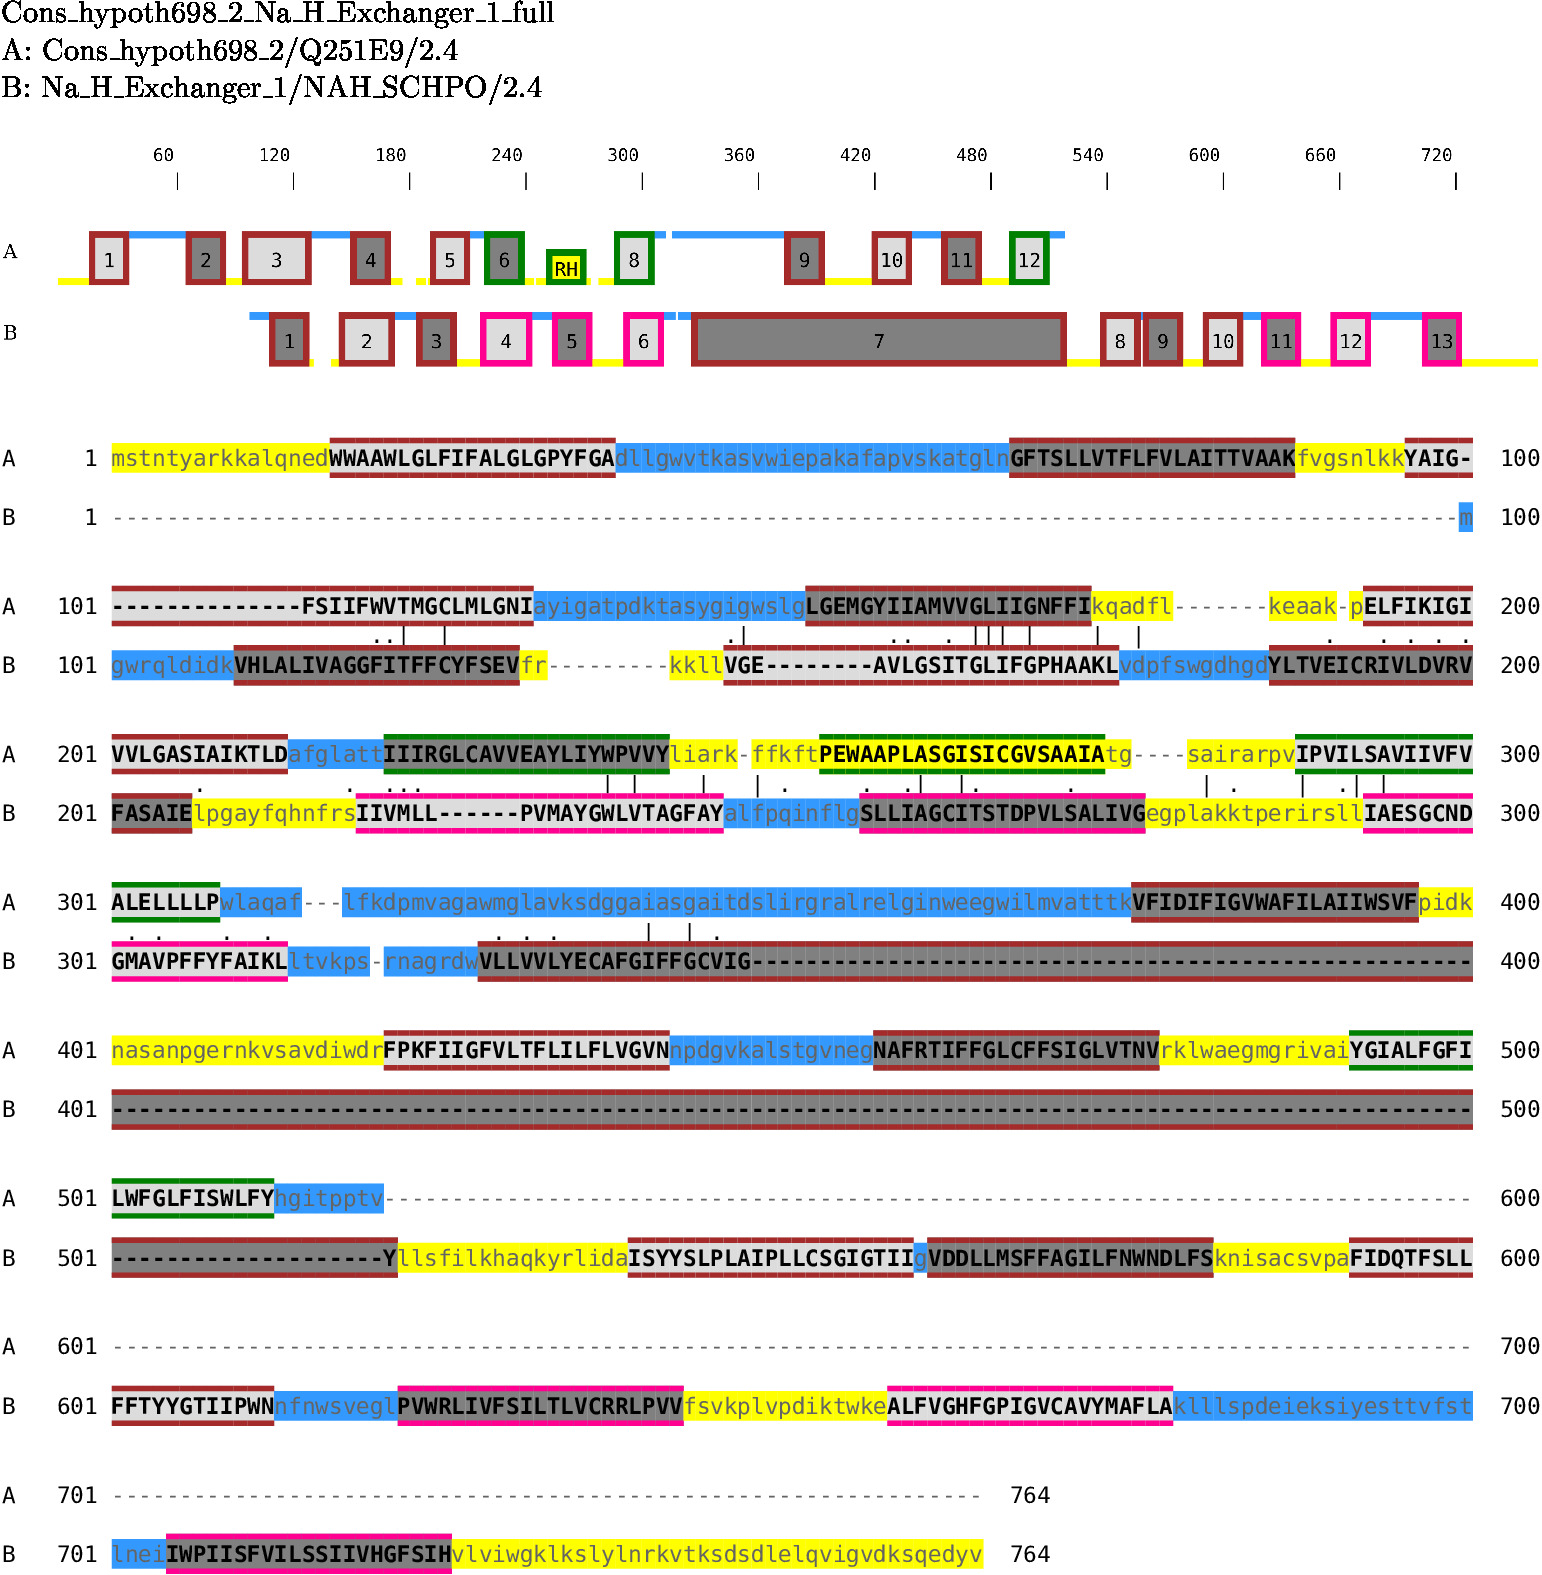 Cons_hypoth698_2_Na_H_Exchanger_1_full
A: Cons_hypoth698_2/Q251E9/2.4
B: Na_H_Exchanger_1/NAH_SCHPO/2.4
60 120 180 240 300 360 420 480 540 600 660 720
A 1 2 3 4 5 6 RH 8 9 10 11 12
B 1 2 3 4 5 6 7 8 9 10 11 12 13
A 1 mstntyarkkalqnedWWAAWLGLFIFALGLGPYFGAdllgwvtkasvwiepakafapvskatglnGFTSLLVTFLFVLAITTVAAKfvgsnlkkYAIG- 100
B 1 ---------------------------------------------------------------------------------------------------m 100
A 101 --------------FSIIFWVTMGCLMLGNIayigatpdktasygigwslgLGEMGYIIAMVVGLIIGNFFIkqadfl-------keaak-pELFIKIGI 200
B 101 gwrqldidkVHLALIVAGGFITFFCYFSEVfr---------kkllVGE--------AVLGSITGLIFGPHAAKLvdpfswgdhgdYLTVEICRIVLDVRV 200
A 201 VVLGASIAIKTLDafglattIIIRGLCAVVEAYLIYWPVVYliark-ffkftPEWAAPLASGISICGVSAAIAtg----sairarpvIPVILSAVIIVFV 300
B 201 FASAIElpgayfqhnfrsIIVMLL------PVMAYGWLVTAGFAYalfpqinflgSLLIAGCITSTDPVLSALIVGegplakktperirsllIAESGCND 300
A 301 ALELLLLPwlaqaf---lfkdpmvagawmglavksdggaiasgaitdslirgralrelginweegwilmvatttkVFIDIFIGVWAFILAIIWSVFpidk 400
B 301 GMAVPFFYFAIKLltvkps-rnagrdwVLLVVLYECAFGIFFGCVIG----------------------------------------------------- 400
A 401 nasanpgernkvsavdiwdrFPKFIIGFVLTFLILFLVGVNnpdgvkalstgvnegNAFRTIFFGLCFFSIGLVTNVrklwaegmgrivaiYGIALFGFI 500
B 401 ---------------------------------------------------------------------------------------------------- 500
A 501 LWFGLFISWLFYhgitpptv-------------------------------------------------------------------------------- 600
B 501 --------------------YllsfilkhaqkyrlidaISYYSLPLAIPLLCSGIGTIIgVDDLLMSFFAGILFNWNDLFSknisacsvpaFIDQTFSLL 600
A 601 ---------------------------------------------------------------------------------------------------- 700
B 601 FFTYYGTIIPWNnfnwsveglPVWRLIVFSILTLVCRRLPVVfsvkplvpdiktwkeALFVGHFGPIGVCAVYMAFLAklllspdeieksiyesttvfst 700
A 701 ---------------------------------------------------------------- 764
B 701 lneiIWPIISFVILSSIIVHGFSIHvlviwgklkslylnrkvtksdsdlelqvigvdksqedyv 764